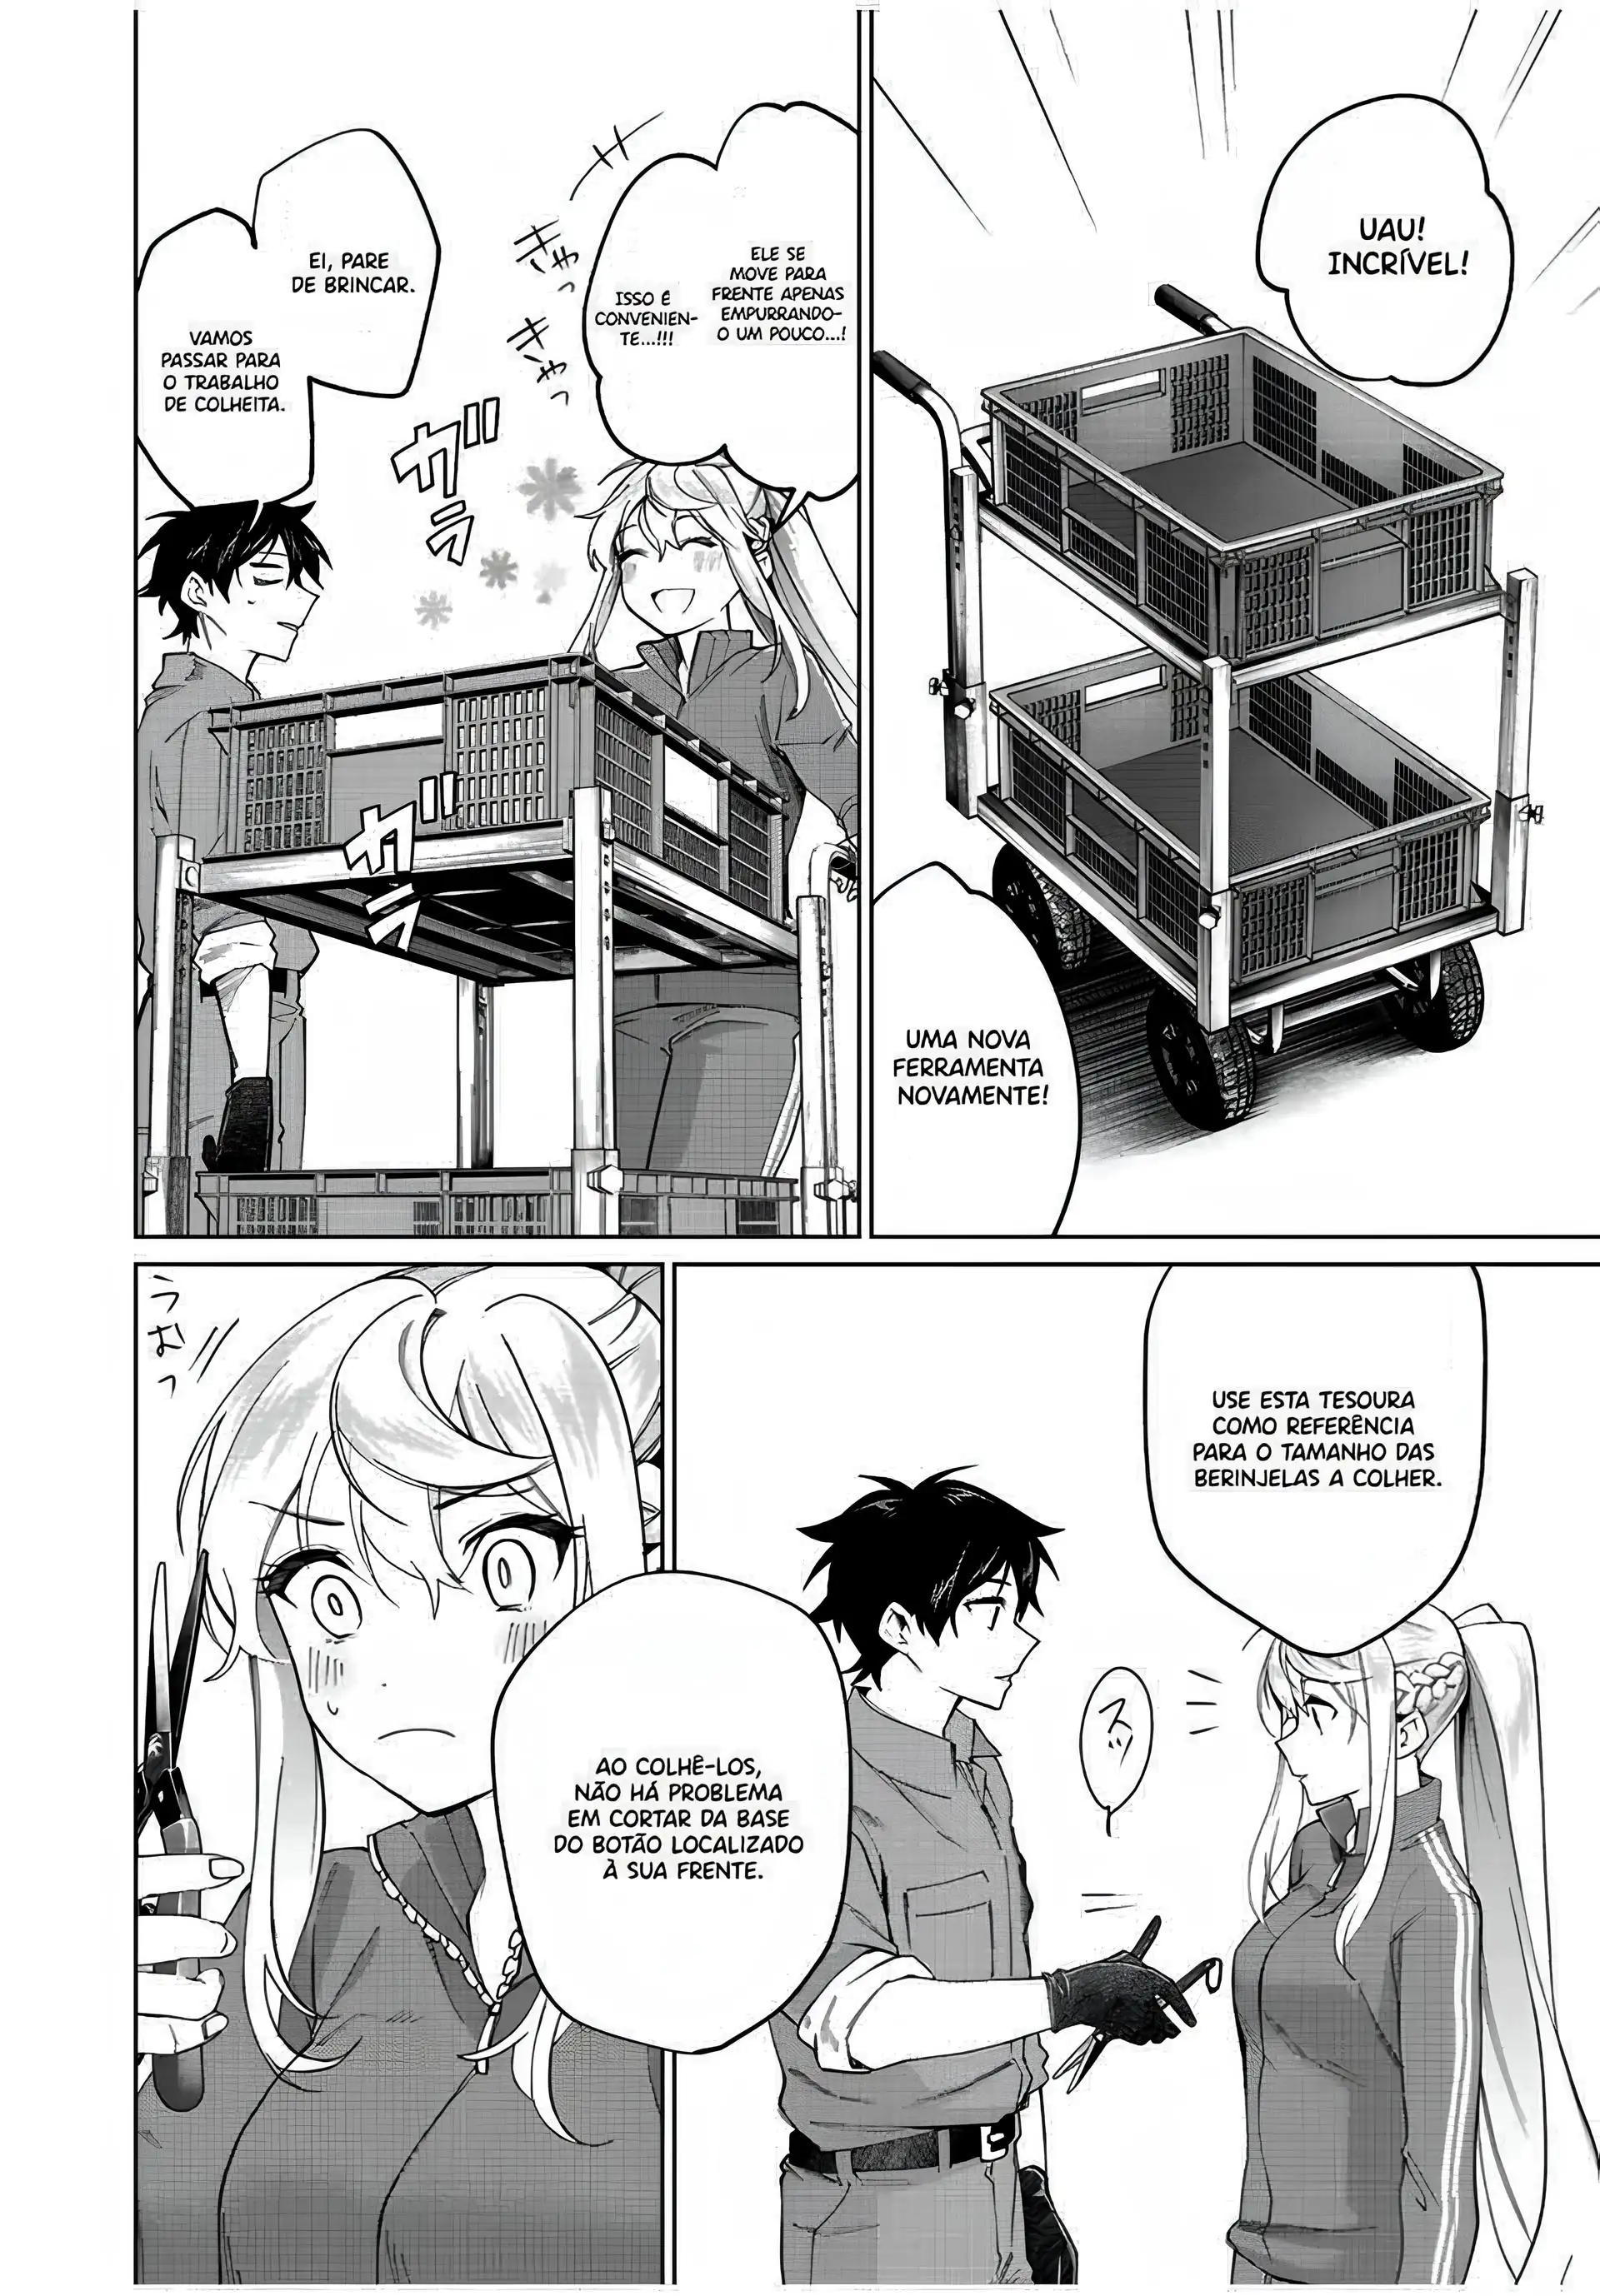 UAU!
INCRÍVEL!
UMA NOVA
FERRAMENTA
NOVAMENTE!
ELE SE
MOVE PARA
FRENTE APENAS
EMPURRANDO-
O UM POUCO...!
ISSO É
CONVENIEN-
TE...!!!
きゃっ
きゃっ
ガラ
ガラ
EI, PARE
DE BRINCAR.
VAMOS
PASSAR PARA
O TRABALHO
DE COLHEITA.
USE ESTA TESOURA
COMO REFERÊNCIA
PARA O TAMANHO DAS
BERINJELAS A COLHER.
スッ
AO COLHÊ-LOS,
NÃO HÁ PROBLEMA
EM CORTAR DA BASE
DO BOTÃO LOCALIZADO
À SUA FRENTE.
うむっ